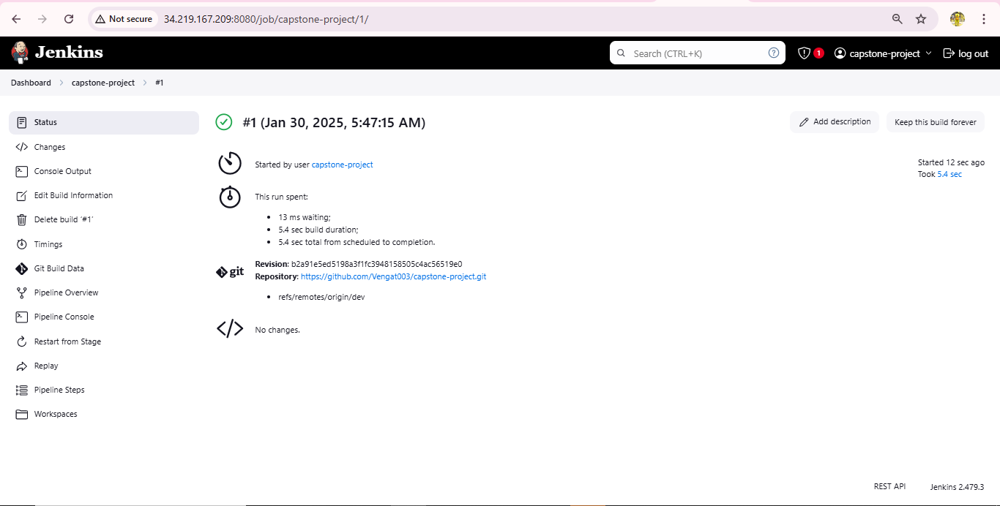 Not secure
34.219.167.209:8080/job/capstone-project/1/
Jenkins
Search (CTRL+K)
?
1
capstone-project
log out
Dashboard
capstone-project
#1
Status
Changes
Console Output
Edit Build Information
Delete build ‘#1’
Timings
Git Build Data
Pipeline Overview
Pipeline Console
Restart from Stage
Replay
Pipeline Steps
Workspaces
#1 (Jan 30, 2025, 5:47:15 AM)
Add description
Keep this build forever
Started by user capstone-project
Started 12 sec ago
Took 5.4 sec
This run spent:
13 ms waiting;
5.4 sec build duration;
5.4 sec total from scheduled to completion.
git
Revision: b2a91e5ed5198a3f1fc3948158505c4ac56519e0
Repository: https://github.com/Vengat003/capstone-project.git
refs/remotes/origin/dev
No changes.
REST API
Jenkins 2.479.3